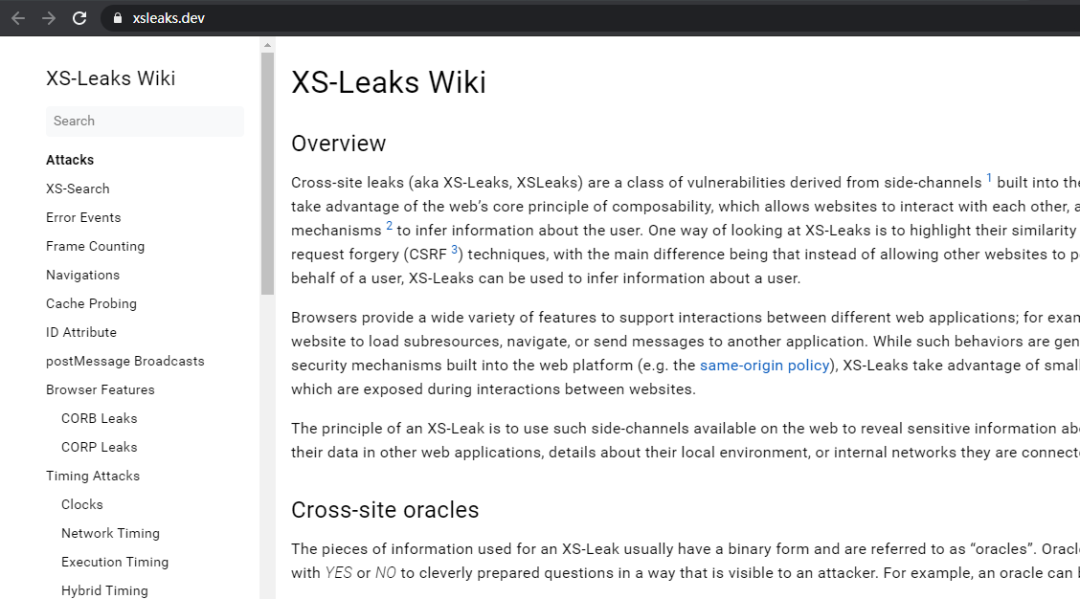 xsleaks.dev
XS-Leaks Wiki
Search
Attacks
XS-Search
Error Events
Frame Counting
Navigations
Cache Probing
ID Attribute
postMessage Broadcasts
Browser Features
CORB Leaks
CORP Leaks
Timing Attacks
Clocks
Network Timing
Execution Timing
Hybrid Timing
XS-Leaks Wiki
Overview
Cross-site leaks (aka XS-Leaks, XSLeaks) are a class of vulnerabilities derived from side-channels 1 built into the
take advantage of the web’s core principle of composability, which allows websites to interact with each other, a
mechanisms 2 to infer information about the user. One way of looking at XS-Leaks is to highlight their similarity
request forgery (CSRF 3) techniques, with the main difference being that instead of allowing other websites to p
behalf of a user, XS-Leaks can be used to infer information about a user.
Browsers provide a wide variety of features to support interactions between different web applications; for exam
website to load subresources, navigate, or send messages to another application. While such behaviors are gen
security mechanisms built into the web platform (e.g. the same-origin policy), XS-Leaks take advantage of small
which are exposed during interactions between websites.
The principle of an XS-Leak is to use such side-channels available on the web to reveal sensitive information ab
their data in other web applications, details about their local environment, or internal networks they are connect
Cross-site oracles
The pieces of information used for an XS-Leak usually have a binary form and are referred to as “oracles”. Oracl
with YES or NO to cleverly prepared questions in a way that is visible to an attacker. For example, an oracle can b